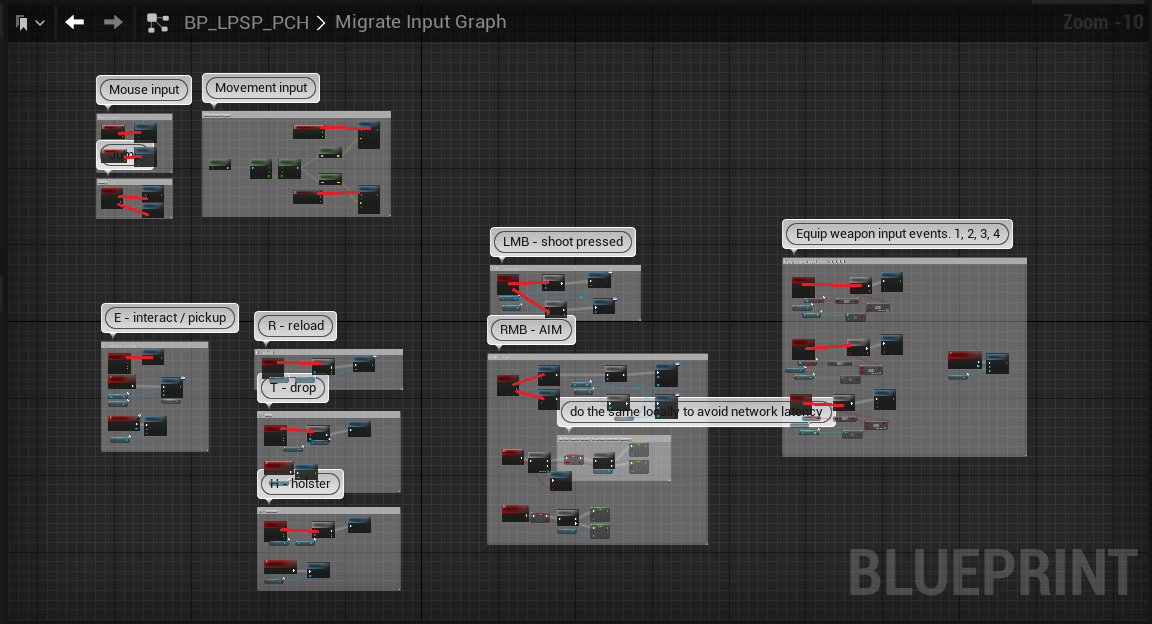 BP_LPSP_PCH > Migrate Input Graph
Zoom -10
Mouse input
Movement input
LMB - shoot pressed
Equip weapon input events. 1, 2, 3, 4
E - interact / pickup
R - reload
RMB - AIM
T - drop
do the same locally to avoid network latency
H - holster
BLUEPRINT